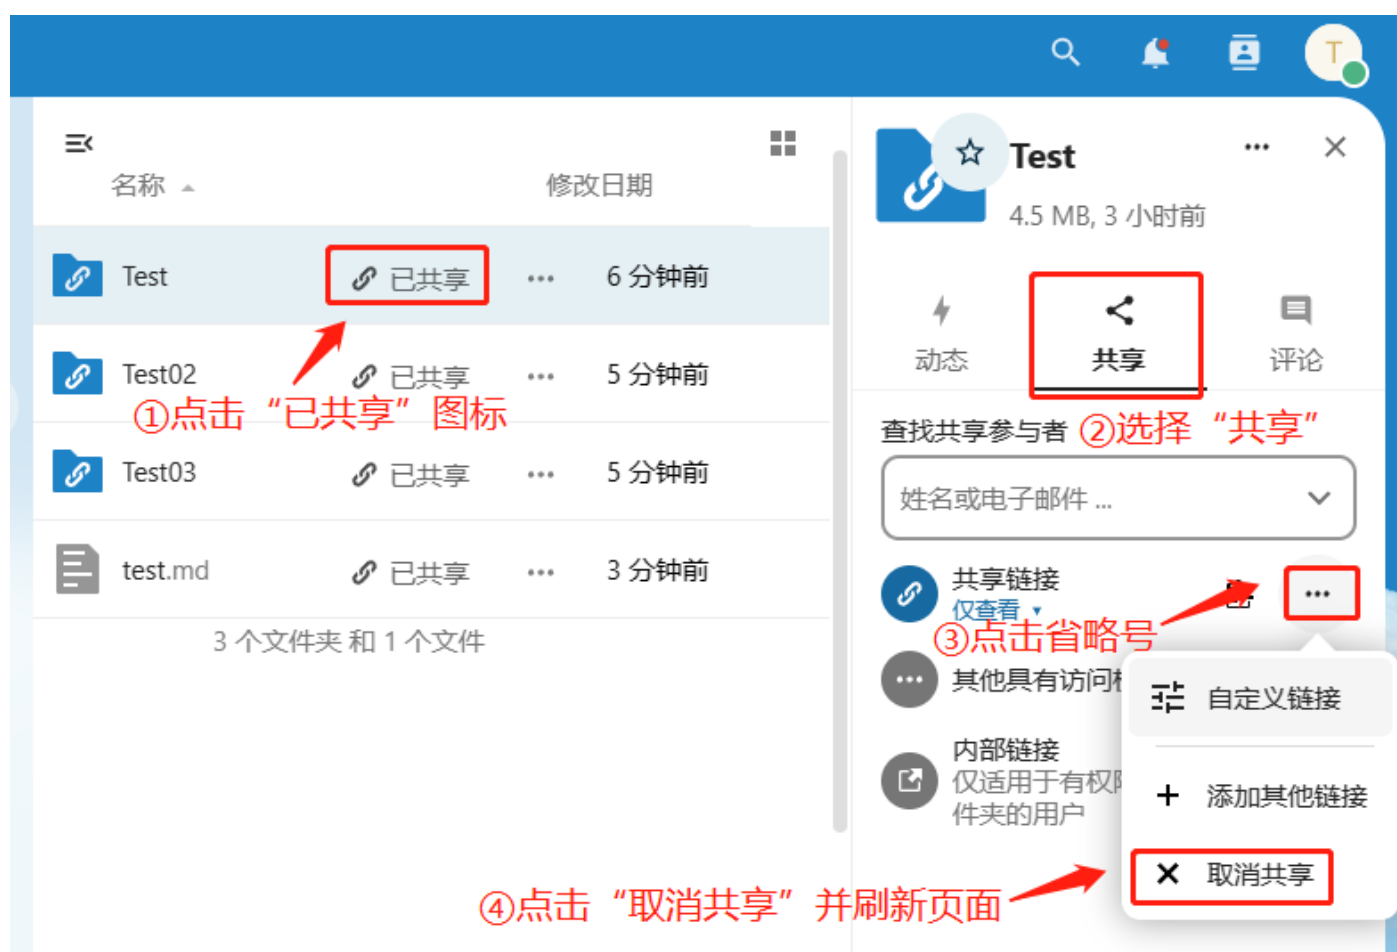 T
名称
修改日期
Test
已共享
6 分钟前
Test02
已共享
5 分钟前
①点击“已共享”图标
Test03
已共享
5 分钟前
test.md
已共享
3 分钟前
3 个文件夹 和 1 个文件
Test
4.5 MB, 3 小时前
动态
共享
评论
查找共享参与者
②选择“共享”
姓名或电子邮件 ...
共享链接
仅查看
③点击省略号
其他具有访问
内部链接
仅适用于有权
件夹的用户
自定义链接
添加其他链接
取消共享
④点击“取消共享”并刷新页面